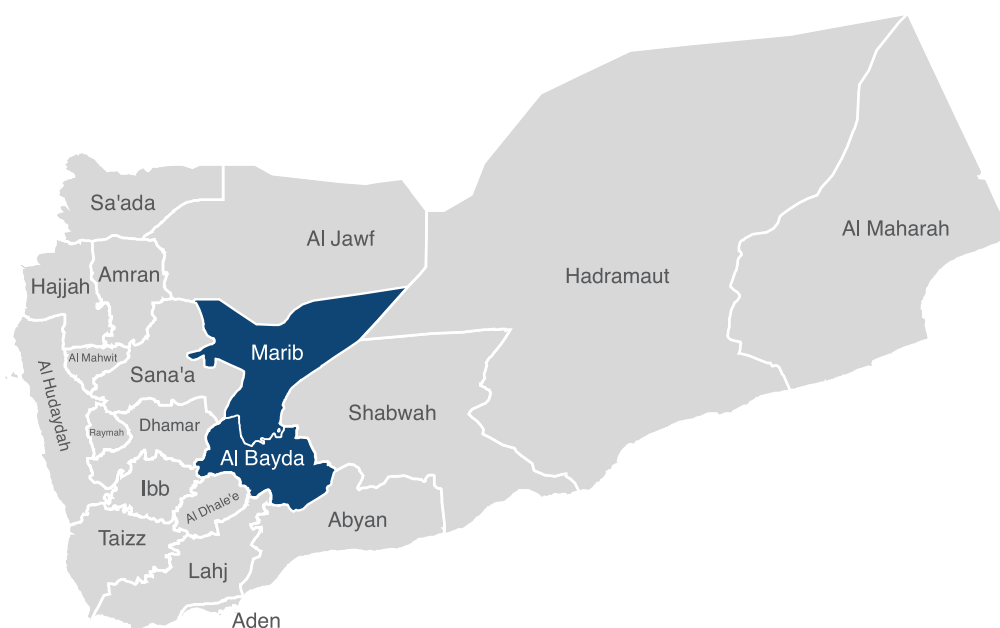 Sa'ada
Al Jawf
Al Maharah
Hadramaut
Amran
Hajjah
Marib
Al Mahwit
Sana'a
Al Hudaydah
Shabwah
Dhamar
Raymah
Al Bayda
Ibb
Al Dhale'e
Abyan
Taizz
Lahj
Aden